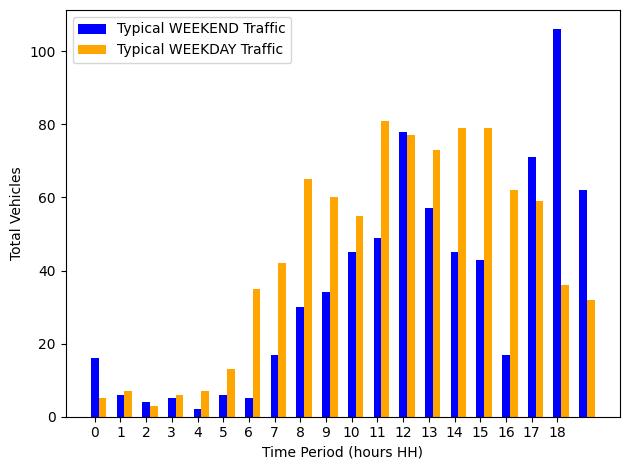 Typical WEEKEND Traffic
Typical WEEKDAY Traffic
Total Vehicles
100
80
60
40
20
0
0 1 2 3 4 5 6 7 8 9 10 11 12 13 14 15 16 17 18
Time Period (hours HH)